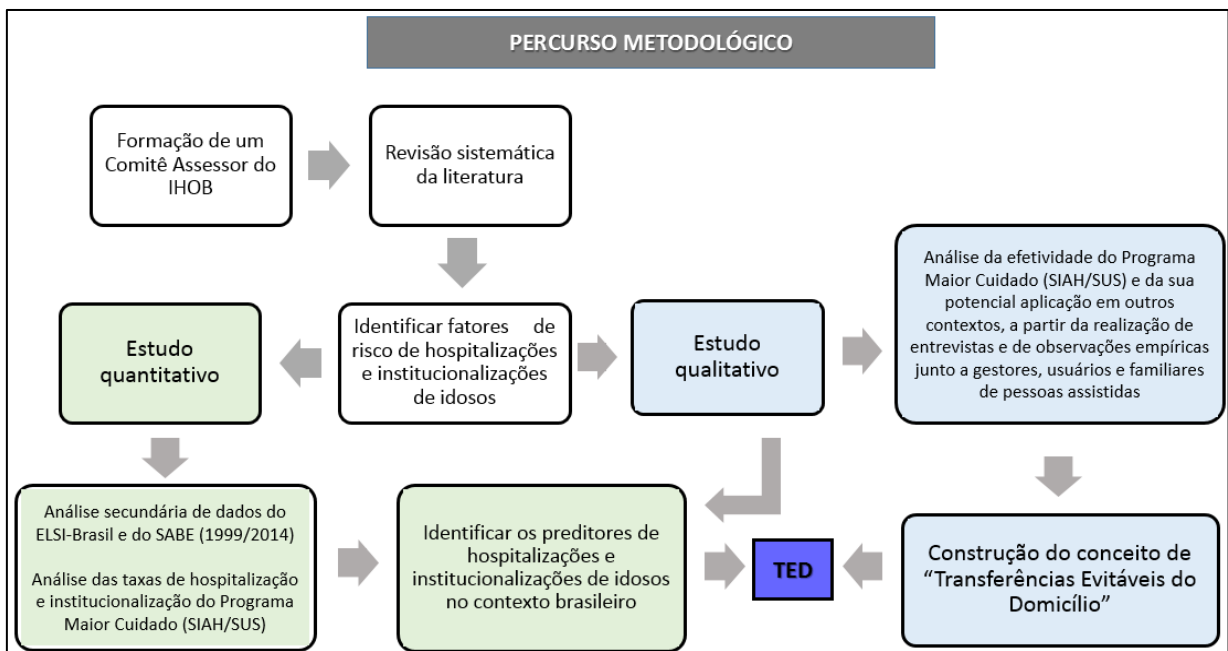 PERCURSO METODOLÓGICO
Formação de um
Comitê Assessor do
IHOB
Revisão sistemática
da literatura
Análise da efetividade do Programa
Maior Cuidado (SIAH/SUS) e da sua
potencial aplicação em outros
contextos, a partir da realização de
entrevistas e de observações empíricas
junto a gestores, usuários e familiares
de pessoas assistidas
Estudo
quantitativo
Identificar fatores de
risco de hospitalizações
e institucionalizações
de idosos
Estudo
qualitativo
Análise secundária de dados do
ELSI-Brasil e do SABE (1999/2014)
Análise das taxas de hospitalização
e institucionalização do Programa
Maior Cuidado (SIAH/SUS)
Identificar os preditores de
hospitalizações e
institucionalizações de idosos
no contexto brasileiro
TED
Construção do conceito de
“Transferências Evitáveis do
Domicílio”